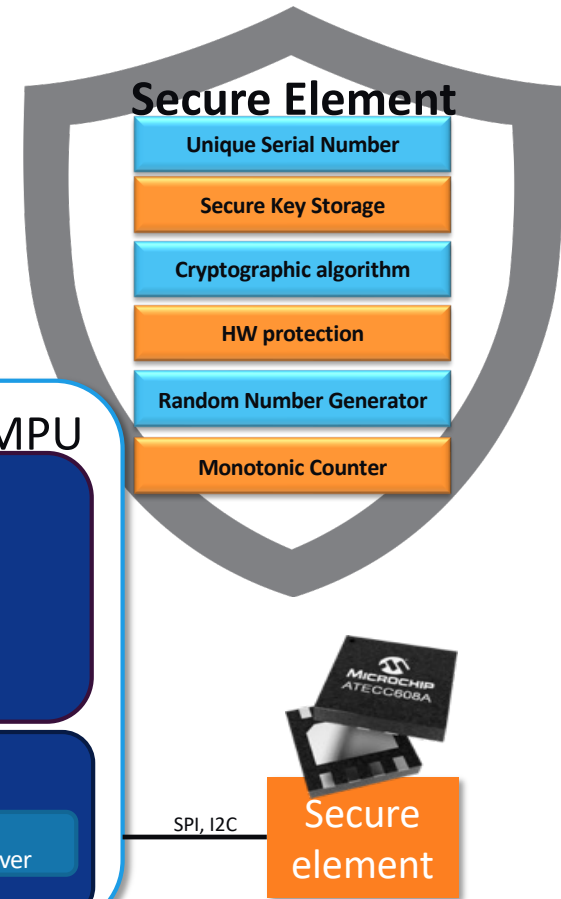 Secure Element
Unique Serial Number
Secure Key Storage
Cryptographic algorithm
HW protection
Random Number Generator
Monotonic Counter
MPU
MICROCHIP
ATECC608A
SPI, I2C
Secure
element
ver